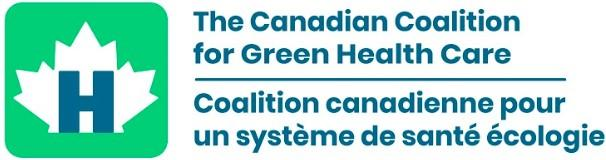 H
The Canadian Coalition
for Green Health Care
Coalition canadienne pour
un système de santé écologie